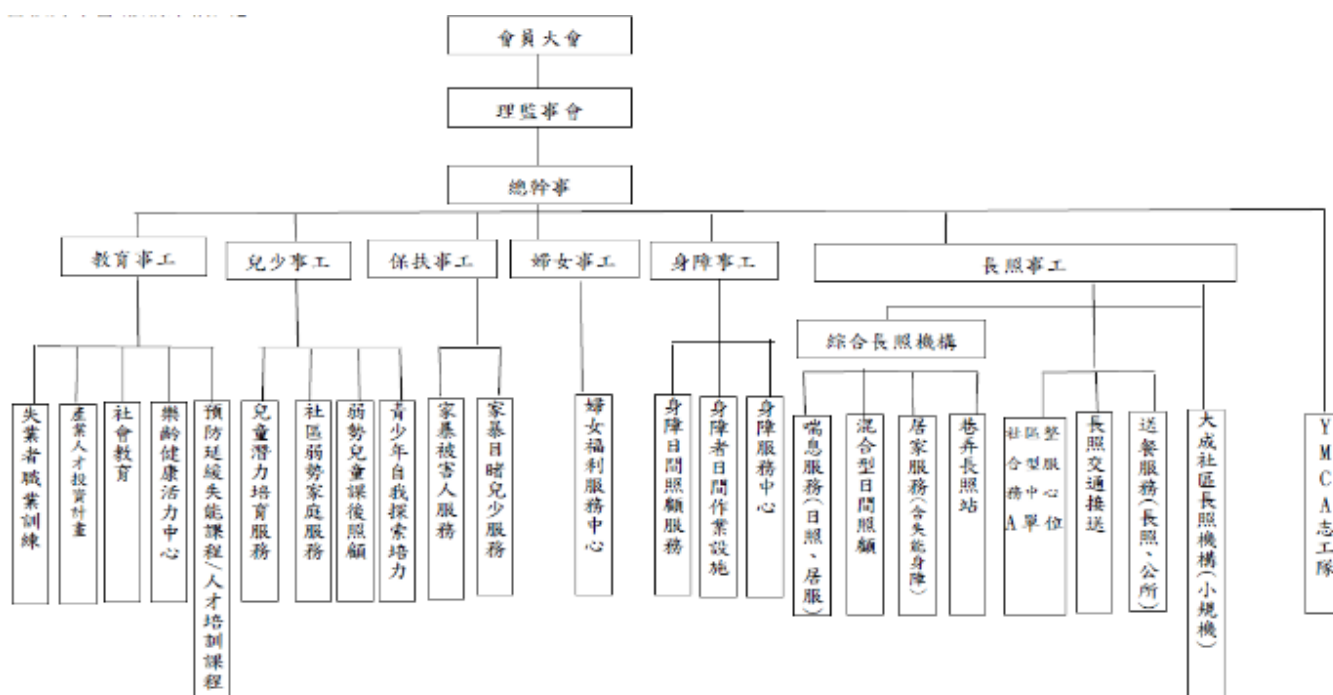 會員大會
理監事會
總幹事
教育事工
兒少事工
保扶事工
婦女事工
身障事工
長照事工
綜合長照機構
失業者職業訓練
產業人才投資計畫
社會教育
樂齡健康活力中心
預防延緩失能課程/人才培訓課程
兒童潛力培育服務
社區弱勢家庭服務
弱勢兒童課後照顧
青少年自我探索培力
家暴被害人服務
家暴目睹兒少服務
婦女福利服務中心
身障日間照顧服務
身障者日間作業設施
身障服務中心
喘息服務(日照、居服)
混合型日間照顧
居家服務(含失能身障)
巷弄長照站
社區整
合型服
務中心
A單位
長照交通接送
送餐服務(長照、公所)
大成社區長照機構(小規機)
YMCA志工隊